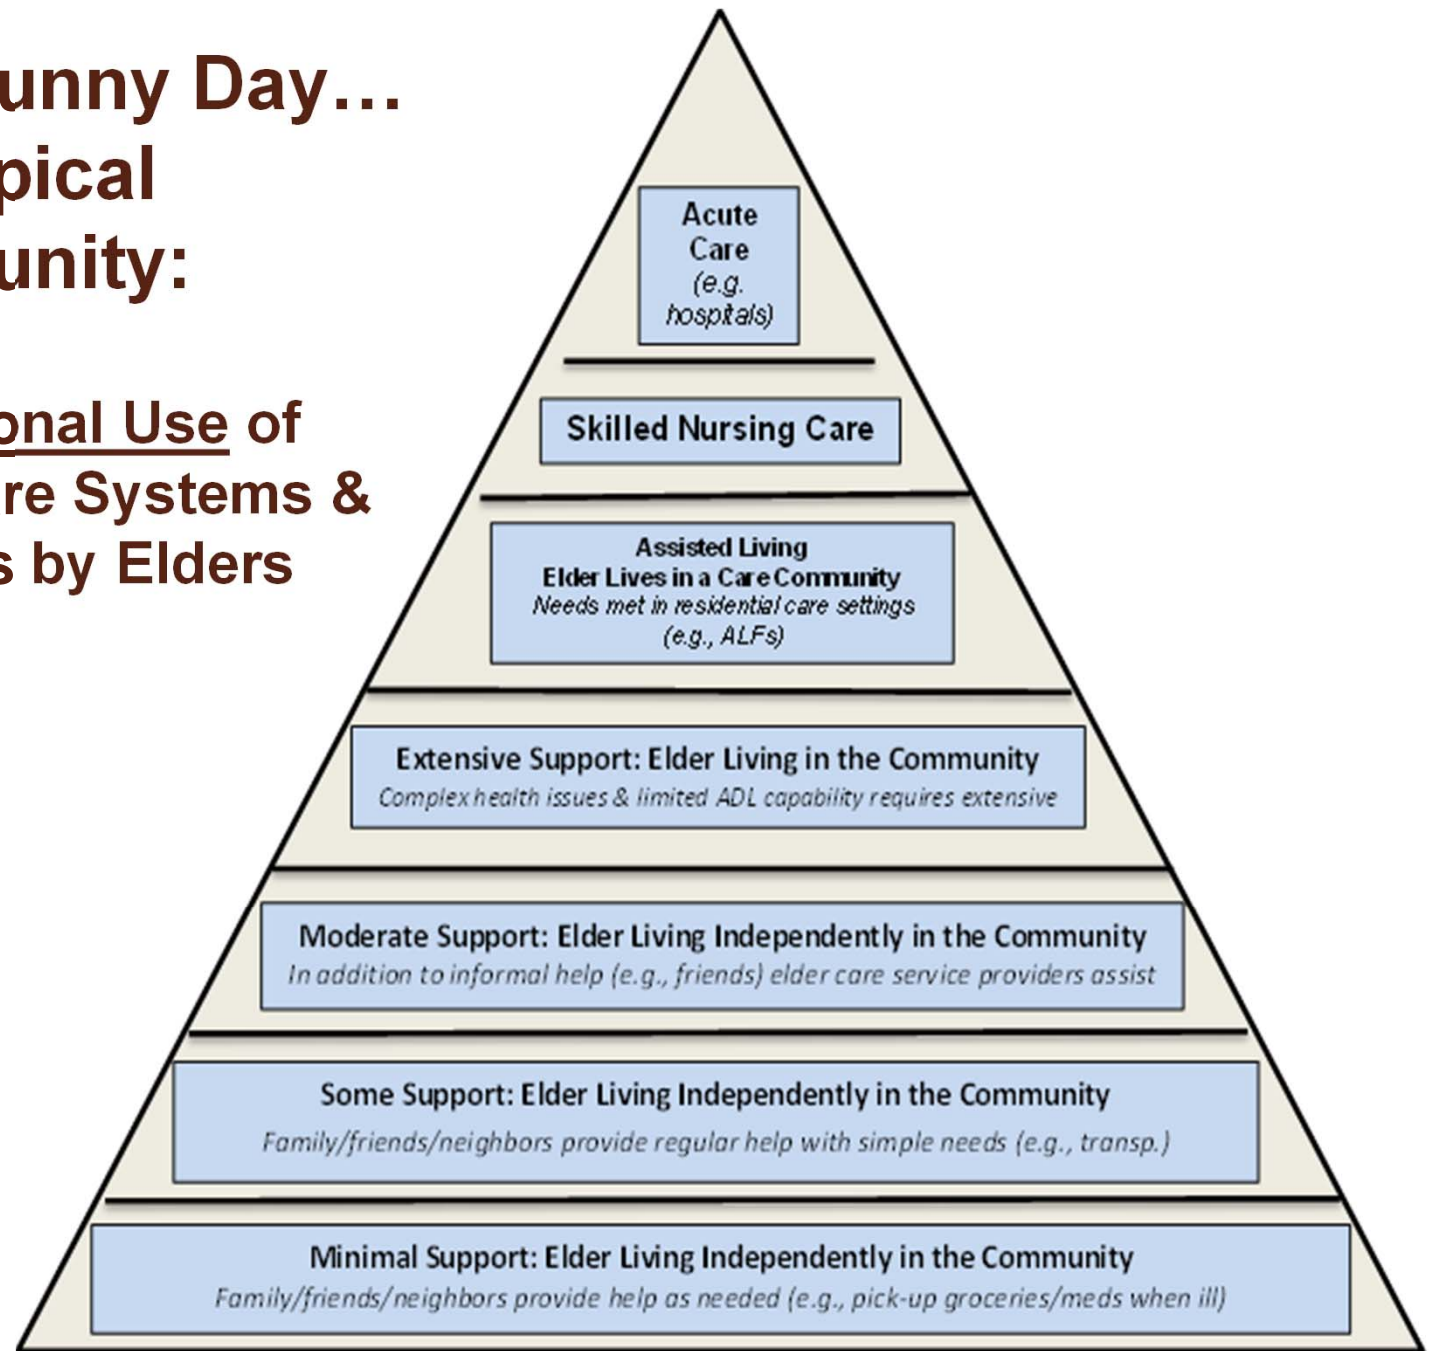 unny Day…
pical
unity:
onal Use of
re Systems &
s by Elders
Acute
Care
(e.g.
hospitals)
Skilled Nursing Care
Assisted Living
Elder Lives in a Care Community
Needs met in residential care settings
(e.g., ALFs)
Extensive Support: Elder Living in the Community
Complex health issues & limited ADL capability requires extensive
Moderate Support: Elder Living Independently in the Community
In addition to informal help (e.g., friends) elder care service providers assist
Some Support: Elder Living Independently in the Community
Family/friends/neighbors provide regular help with simple needs (e.g., transp.)
Minimal Support: Elder Living Independently in the Community
Family/friends/neighbors provide help as needed (e.g., pick-up groceries/meds when ill)